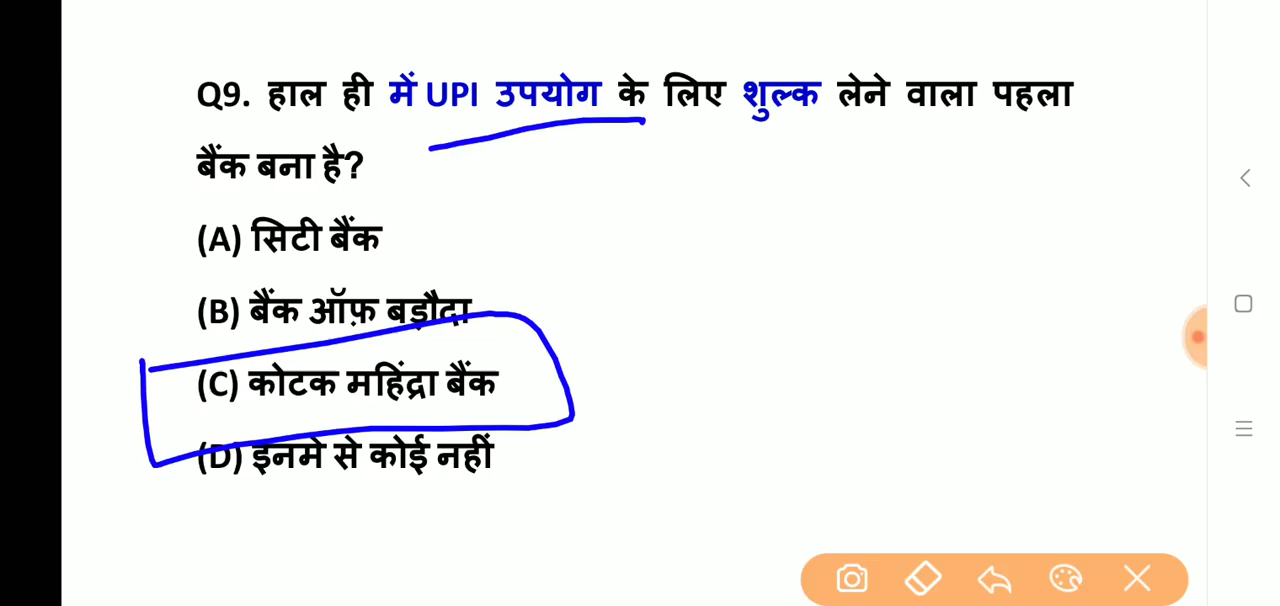 Q9. हाल ही में UPI उपयोग के लिए शुल्क लेने वाला पहला
बैंक बना है?
(A) सिटी बैंक
(B) बैंक ऑफ़ बड़ौदा
(C) कोटक महिंद्रा बैंक
(D) इनमे से कोई नहीं